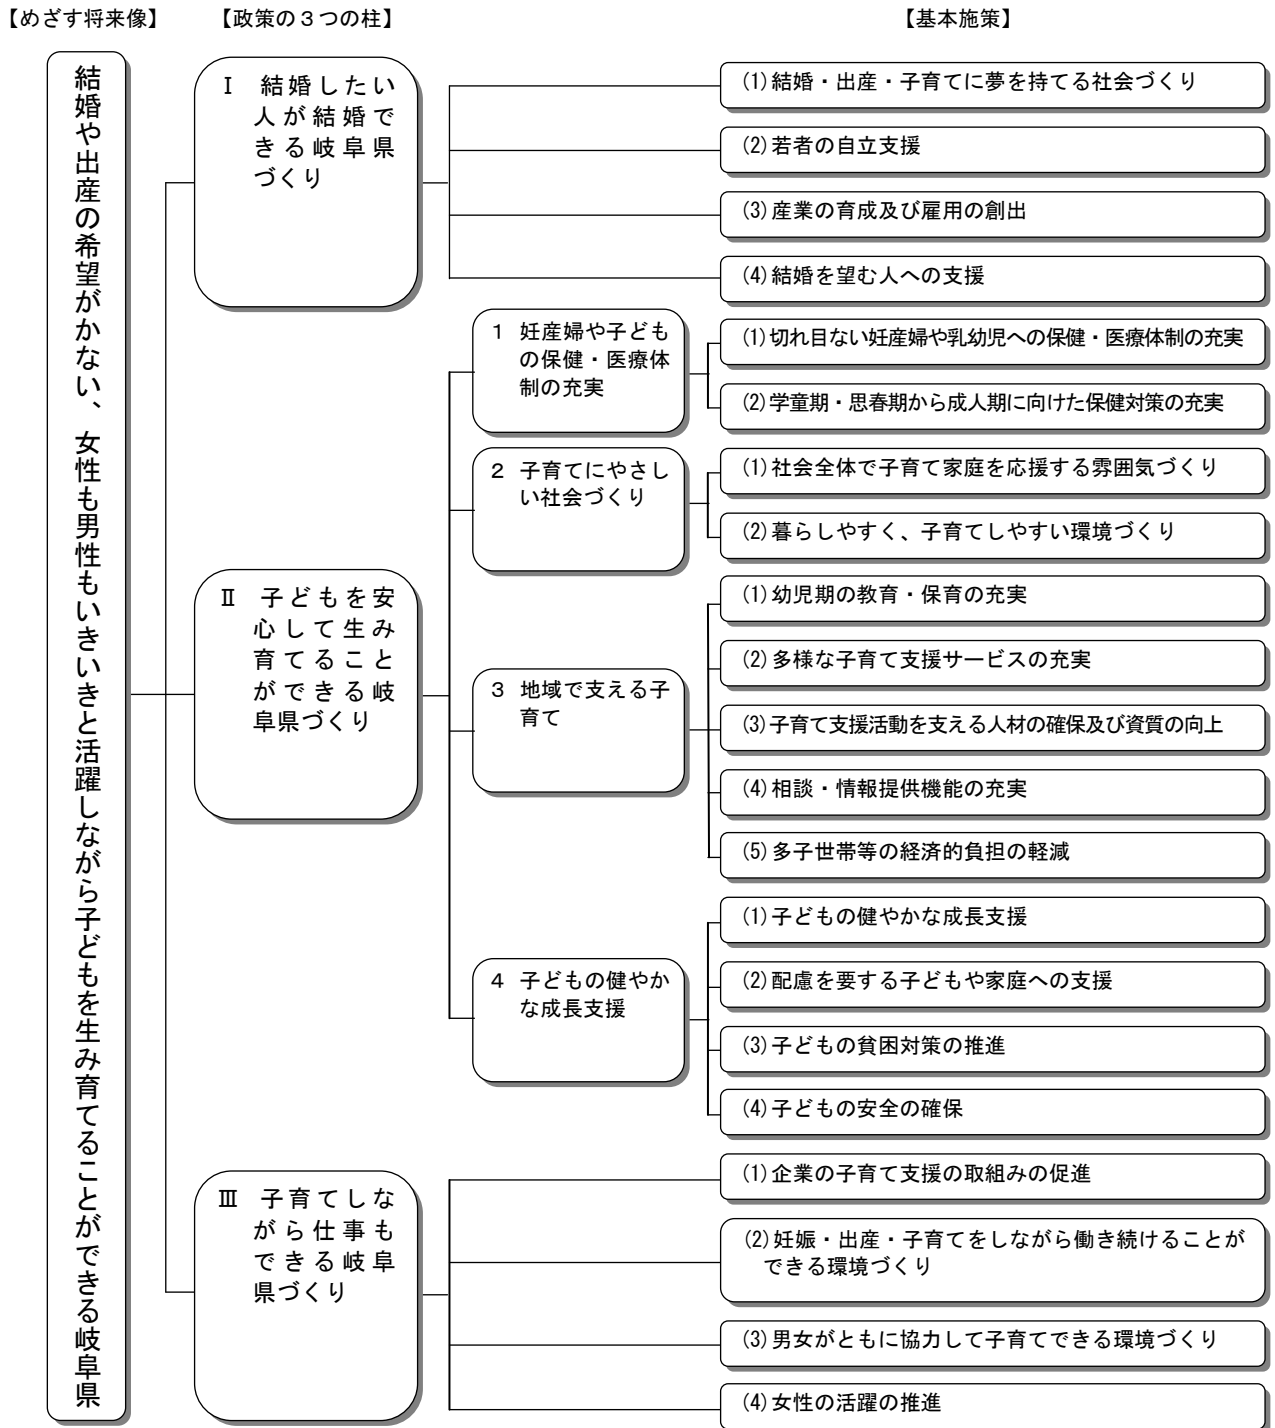 【めざす将来像】
【政策の３つの柱】
【基本施策】
結婚や出産の希望がかない、女性も男性もいきいきと活躍しながら子どもを生み育てることができる岐阜県
Ⅰ 結婚したい
人が結婚で
きる岐阜県
づくり
(1)結婚・出産・子育てに夢を持てる社会づくり
(2)若者の自立支援
(3)産業の育成及び雇用の創出
(4)結婚を望む人への支援
Ⅱ 子どもを安
心して生み
育てること
ができる岐
阜県づくり
１ 妊産婦や子ども
の保健・医療体
制の充実
(1)切れ目ない妊産婦や乳幼児への保健・医療体制の充実
(2)学童期・思春期から成人期に向けた保健対策の充実
２ 子育てにやさし
い社会づくり
(1)社会全体で子育て家庭を応援する雰囲気づくり
(2)暮らしやすく、子育てしやすい環境づくり
３ 地域で支える子
育て
(1)幼児期の教育・保育の充実
(2)多様な子育て支援サービスの充実
(3)子育て支援活動を支える人材の確保及び資質の向上
(4)相談・情報提供機能の充実
(5)多子世帯等の経済的負担の軽減
４ 子どもの健やか
な成長支援
(1)子どもの健やかな成長支援
(2)配慮を要する子どもや家庭への支援
(3)子どもの貧困対策の推進
(4)子どもの安全の確保
Ⅲ 子育てしな
がら仕事も
できる岐阜
県づくり
(1)企業の子育て支援の取組みの促進
(2)妊娠・出産・子育てをしながら働き続けることが
できる環境づくり
(3)男女がともに協力して子育てできる環境づくり
(4)女性の活躍の推進